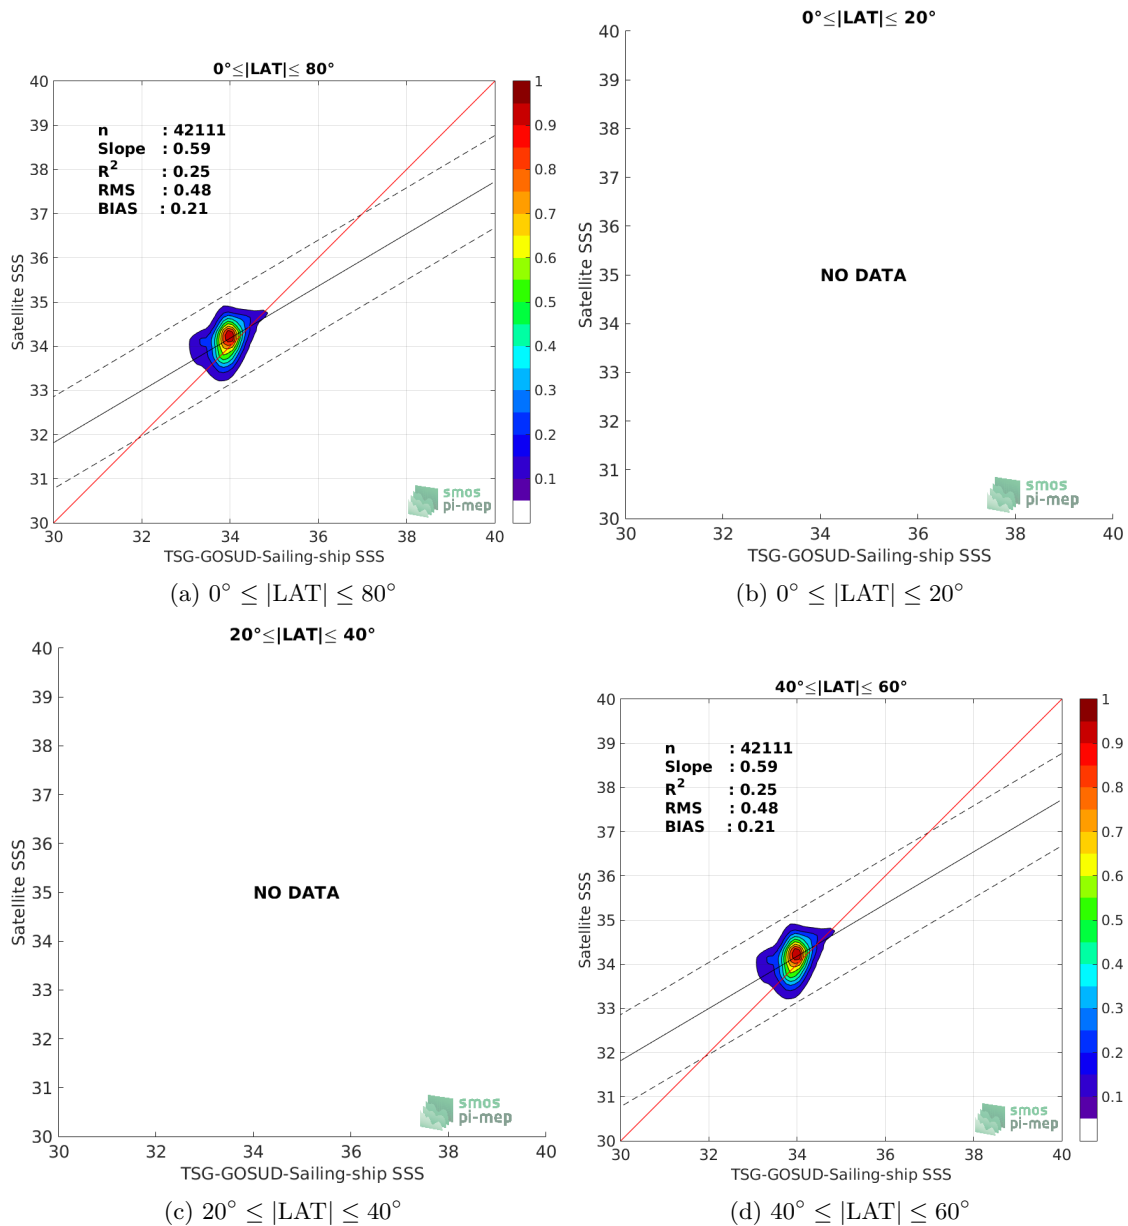 0°≤|LAT|≤ 80°
40
39
38
37
36
35
34
33
32
31
30
n : 42111
Slope : 0.59
R² : 0.25
RMS : 0.48
BIAS : 0.21
Satellite SSS
30 32 34 36 38 40
TSG-GOSUD-Sailing-ship SSS
1
0.9
0.8
0.7
0.6
0.5
0.4
0.3
0.2
0.1
smos
pi-mep
(a) 0° ≤ |LAT| ≤ 80°
0°≤|LAT|≤ 20°
40
39
38
37
36
35
34
33
32
31
30
NO DATA
Satellite SSS
30 32 34 36 38 40
TSG-GOSUD-Sailing-ship SSS
smos
pi-mep
(b) 0° ≤ |LAT| ≤ 20°
20°≤|LAT|≤ 40°
40
39
38
37
36
35
34
33
32
31
30
NO DATA
Satellite SSS
30 32 34 36 38 40
TSG-GOSUD-Sailing-ship SSS
smos
pi-mep
(c) 20° ≤ |LAT| ≤ 40°
40°≤|LAT|≤ 60°
40
39
38
37
36
35
34
33
32
31
30
n : 42111
Slope : 0.59
R² : 0.25
RMS : 0.48
BIAS : 0.21
Satellite SSS
30 32 34 36 38 40
TSG-GOSUD-Sailing-ship SSS
1
0.9
0.8
0.7
0.6
0.5
0.4
0.3
0.2
0.1
smos
pi-mep
(d) 40° ≤ |LAT| ≤ 60°